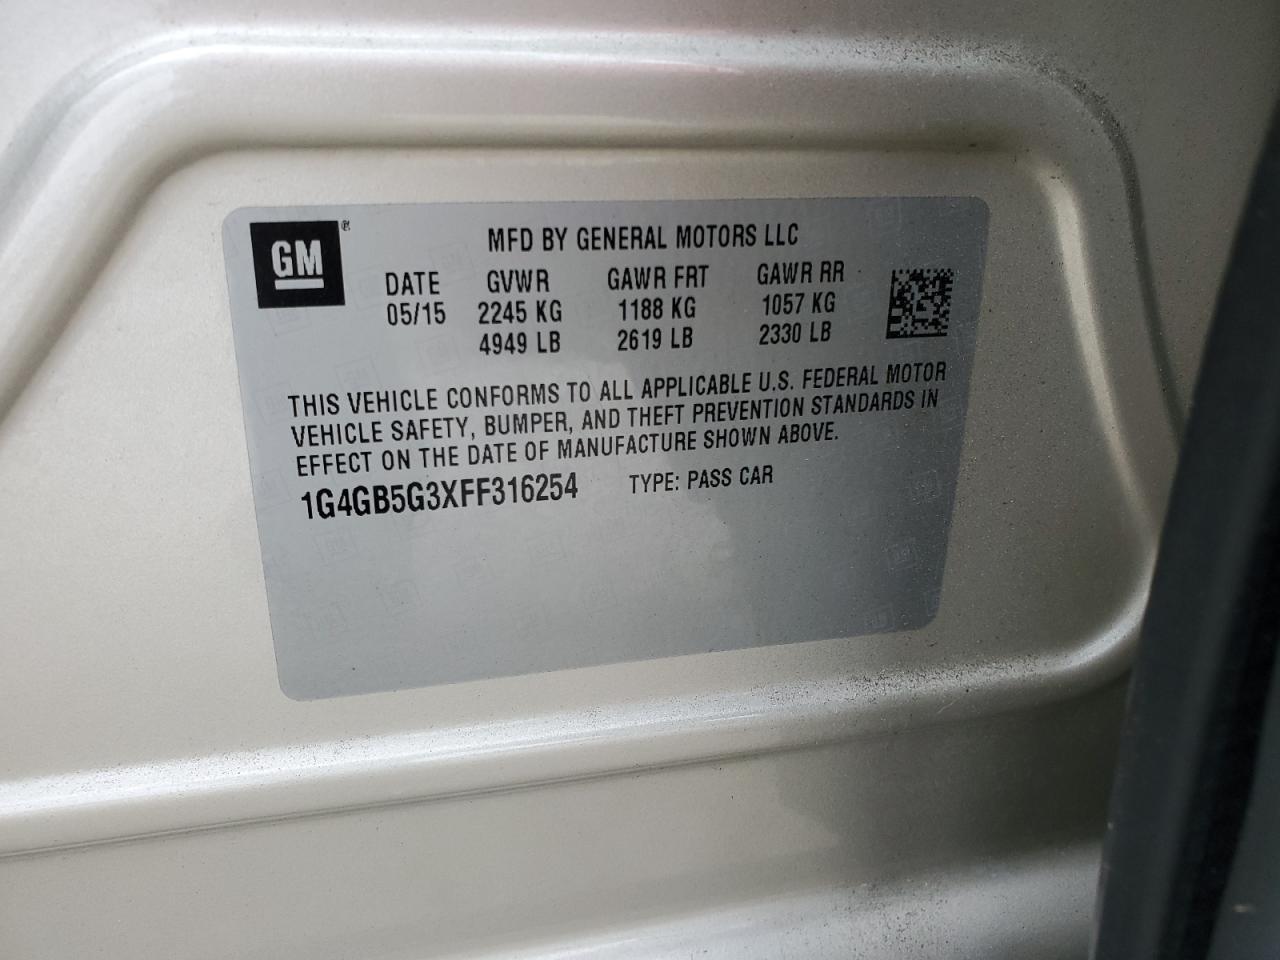 GM ®
MFD BY GENERAL MOTORS LLC
DATE GVWR GAWR FRT GAWR RR
05/15 2245 KG 1188 KG 1057 KG
4949 LB 2619 LB 2330 LB
THIS VEHICLE CONFORMS TO ALL APPLICABLE U.S. FEDERAL MOTOR
VEHICLE SAFETY, BUMPER, AND THEFT PREVENTION STANDARDS IN
EFFECT ON THE DATE OF MANUFACTURE SHOWN ABOVE.
1G4GB5G3XFF316254 TYPE: PASS CAR